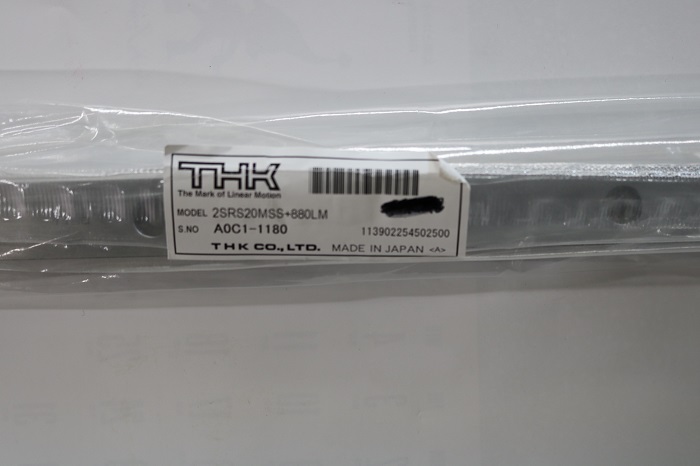 THK
The Mark of Linear Motion
MODEL 2SRS20MSS+880LM
S.NO A0C1-1180
113902254502500
THK CO., LTD. MADE IN JAPAN <A>